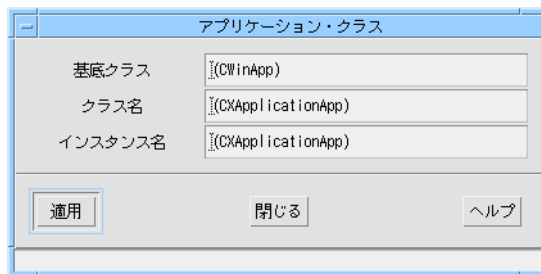 アプリケーション・クラス
基底クラス (CWinApp)
クラス名 (CXApplicationApp)
インスタンス名 (CXApplicationApp)
適用 閉じる ヘルプ